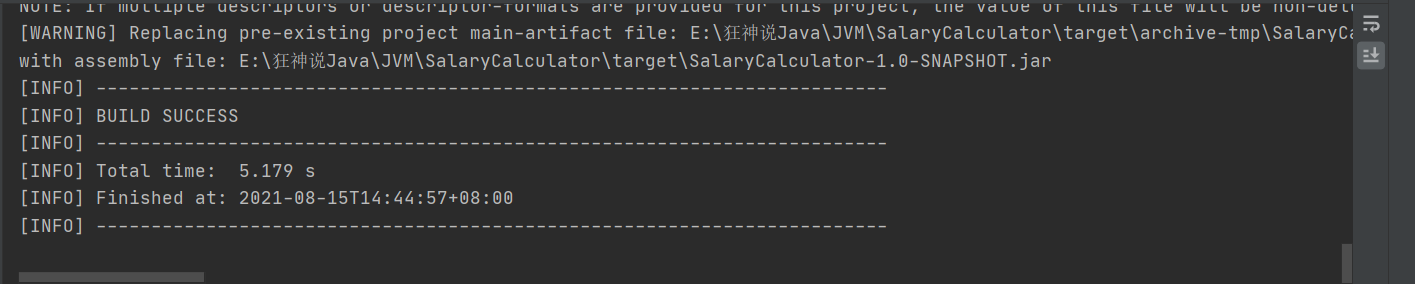 NOTE: If multiple descriptors or descriptor-formats are provided for this project, the value of this file will be
[WARNING] Replacing pre-existing project main-artifact file: E:\狂神说Java\JVM\SalaryCalculator\target\archive-tmp\SalaryCa
with assembly file: E:\狂神说Java\JVM\SalaryCalculator\target\SalaryCalculator-1.0-SNAPSHOT.jar
[INFO] ------------------------------------------------------------------------
[INFO] BUILD SUCCESS
[INFO] ------------------------------------------------------------------------
[INFO] Total time:  5.179 s
[INFO] Finished at: 2021-08-15T14:44:57+08:00
[INFO] ------------------------------------------------------------------------